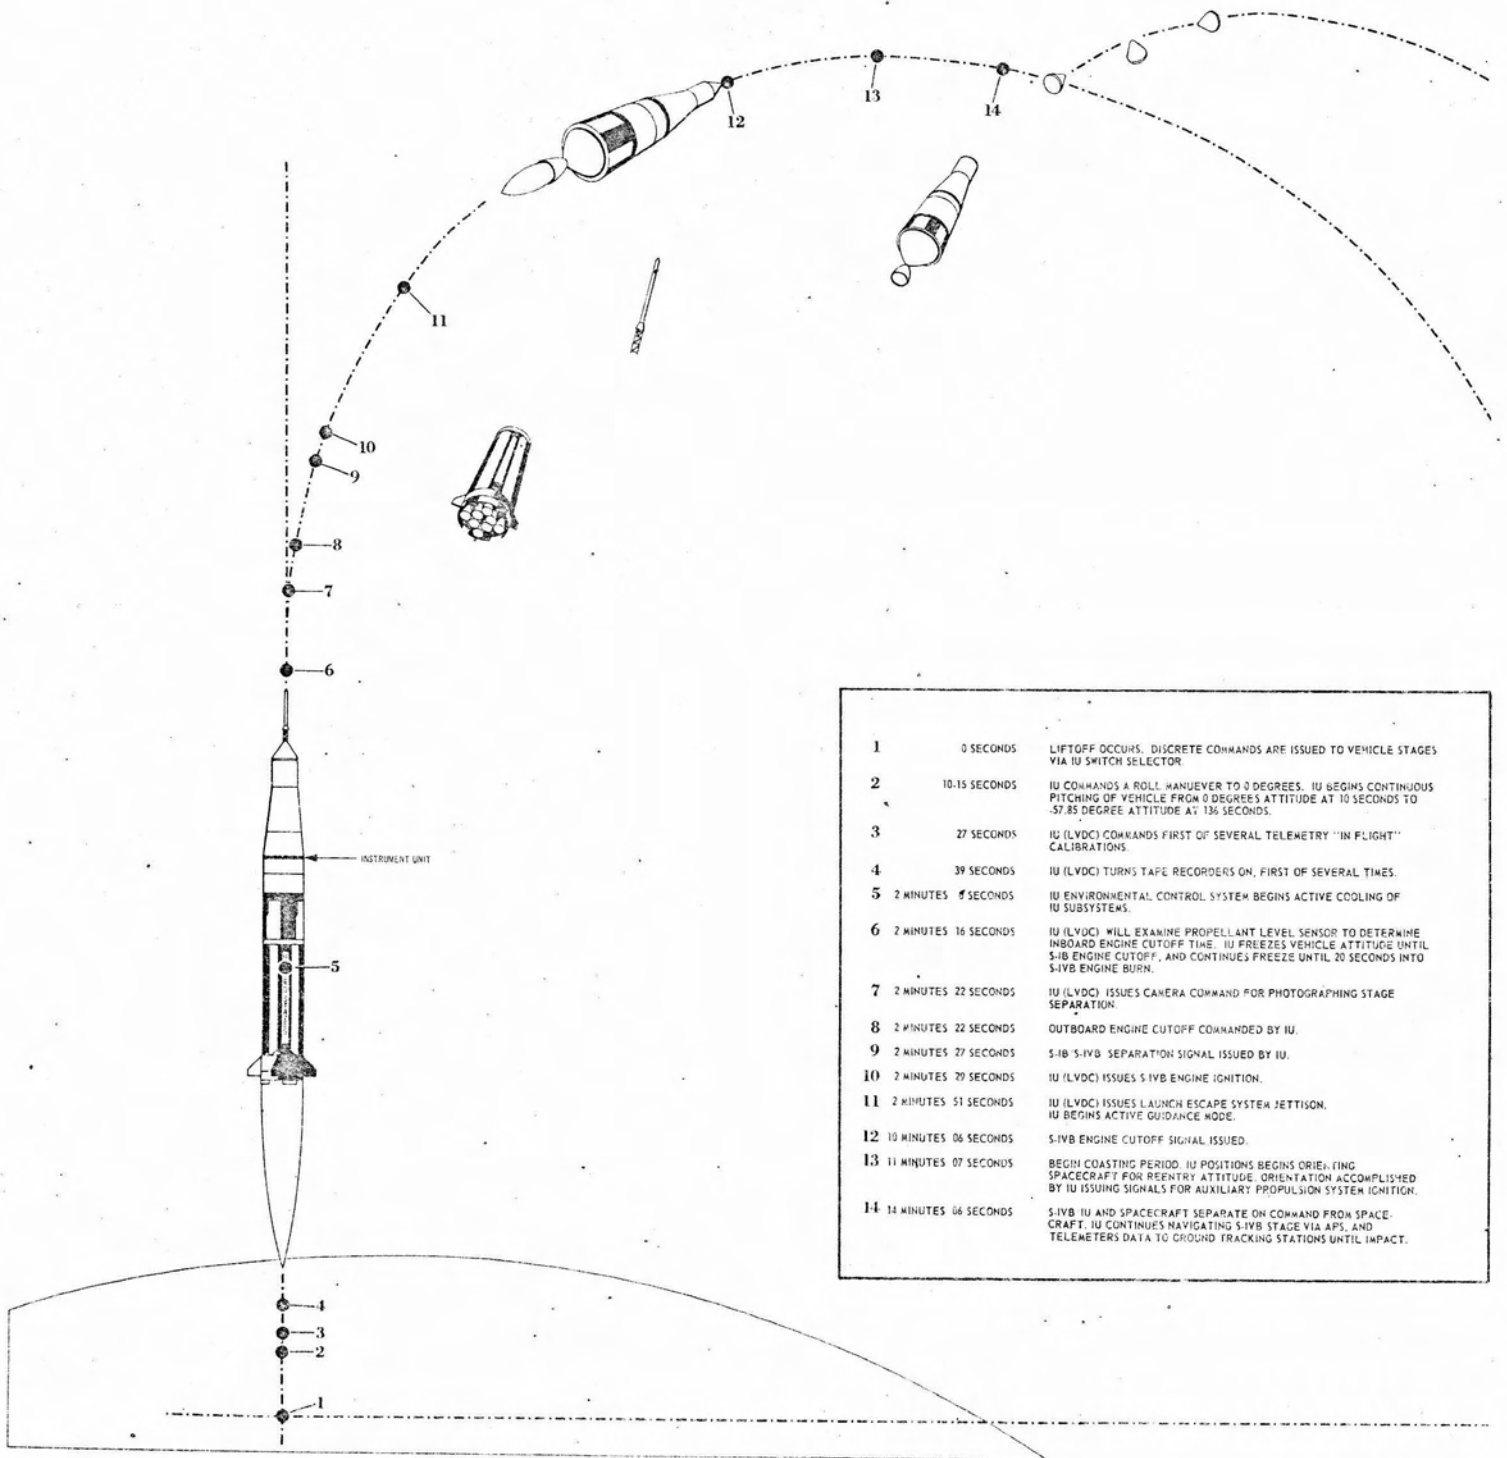 12
13
14
11
10
9
8
7
6
INSTRUMENT UNIT
5
4
3
2
1
1 0 SECONDS LIFTOFF OCCURS. DISCRETE COMMANDS ARE ISSUED TO VEHICLE STAGES
VIA IU SWITCH SELECTOR.
2 10-15 SECONDS IU COMMANDS A ROLL MANUEVER TO 0 DEGREES. IU BEGINS CONTINUOUS
PITCHING OF VEHICLE FROM 0 DEGREES ATTITUDE AT 10 SECONDS TO
-57.85 DEGREE ATTITUDE AT 136 SECONDS.
3 27 SECONDS IU (LVDC) COMMANDS FIRST OF SEVERAL TELEMETRY "IN FLIGHT"
CALIBRATIONS.
4 39 SECONDS IU (LVDC) TURNS TAPE RECORDERS ON, FIRST OF SEVERAL TIMES.
5 2 MINUTES SECONDS IU ENVIRONMENTAL CONTROL SYSTEM BEGINS ACTIVE COOLING OF
IU SUBSYSTEMS.
6 2 MINUTES 16 SECONDS IU (LVDC) WILL EXAMINE PROPELLANT LEVEL SENSOR TO DETERMINE
INBOARD ENGINE CUTOFF TIME. IU FREEZES VEHICLE ATTITUDE UNTIL
S-IB ENGINE CUTOFF, AND CONTINUES FREEZE UNTIL 20 SECONDS INTO
S-IVB ENGINE BURN.
7 2 MINUTES 22 SECONDS IU (LVDC) ISSUES CAMERA COMMAND FOR PHOTOGRAPHING STAGE
SEPARATION.
8 2 MINUTES 22 SECONDS OUTBOARD ENGINE CUTOFF COMMANDED BY IU.
9 2 MINUTES 27 SECONDS S-IB S-IVB SEPARATION SIGNAL ISSUED BY IU.
10 2 MINUTES 29 SECONDS IU (LVDC) ISSUES S-IVB ENGINE IGNITION.
11 2 MINUTES 51 SECONDS IU (LVDC) ISSUES LAUNCH ESCAPE SYSTEM JETTISON.
IU BEGINS ACTIVE GUIDANCE MODE.
12 10 MINUTES 06 SECONDS S-IVB ENGINE CUTOFF SIGNAL ISSUED.
13 11 MINUTES 07 SECONDS BEGIN COASTING PERIOD. IU POSITIONS BEGINS ORIENTING
SPACECRAFT FOR REENTRY ATTITUDE. ORIENTATION ACCOMPLISHED
BY IU ISSUING SIGNALS FOR AUXILIARY PROPULSION SYSTEM IGNITION.
14 14 MINUTES 06 SECONDS S-IVB IU AND SPACECRAFT SEPARATE ON COMMAND FROM SPACE-
CRAFT. IU CONTINUES NAVIGATING S-IVB STAGE VIA APS, AND
TELEMETERS DATA TO GROUND TRACKING STATIONS UNTIL IMPACT.